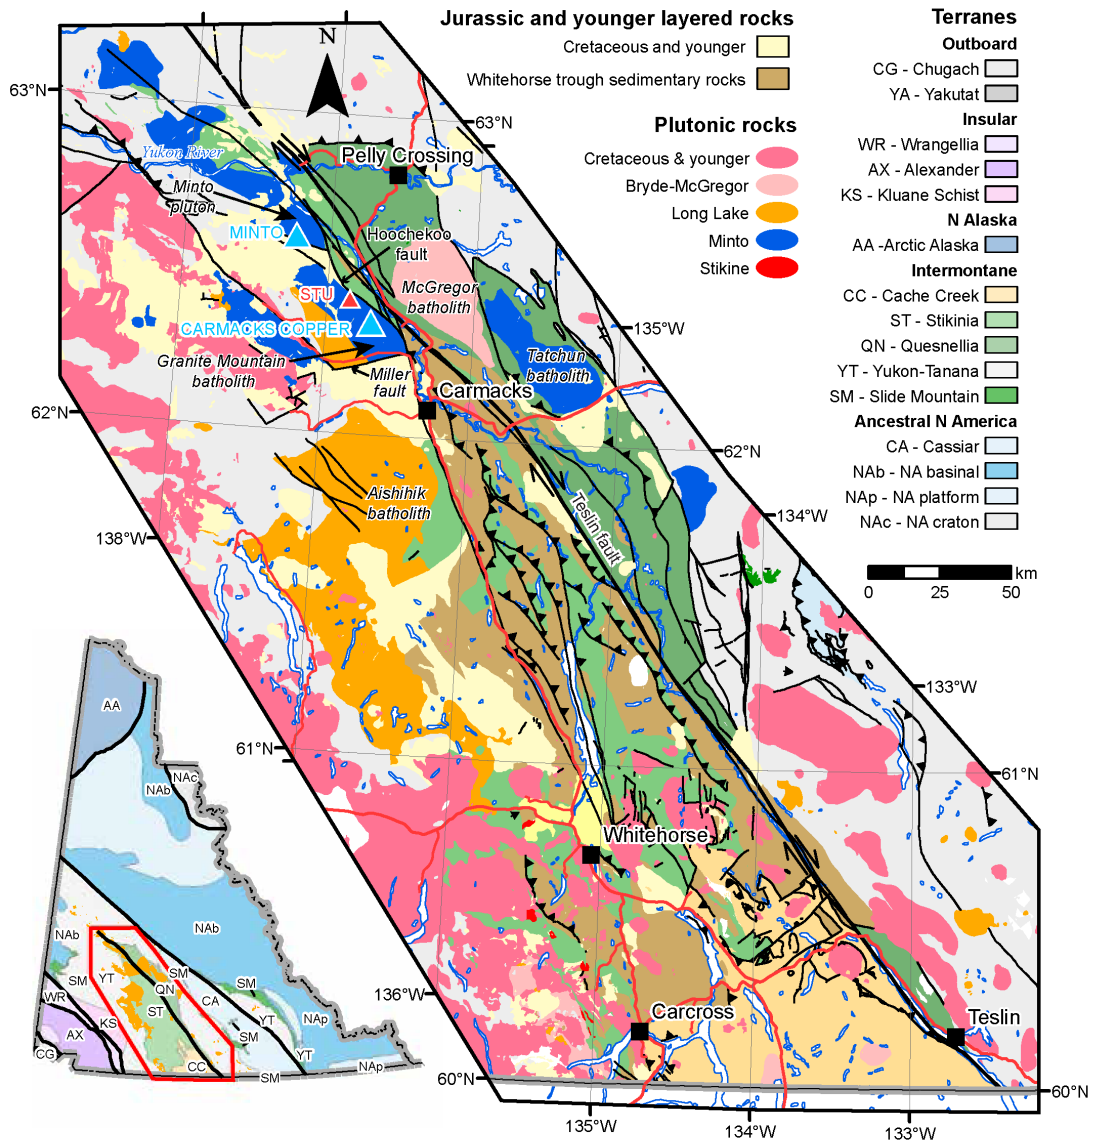 Jurassic and younger layered rocks
Cretaceous and younger
Whitehorse trough sedimentary rocks
Plutonic rocks
Cretaceous & younger
Bryde-McGregor
Long Lake
Minto
Stikine
Terranes
Outboard
CG - Chugach
YA - Yakutat
Insular
WR - Wrangellia
AX - Alexander
KS - Kluane Schist
N Alaska
AA -Arctic Alaska
Intermontane
CC - Cache Creek
ST - Stikinia
QN - Quesnellia
YT - Yukon-Tanana
SM - Slide Mountain
Ancestral N America
CA - Cassiar
NAb - NA basinal
NAp - NA platform
NAc - NA craton
km
0
25
50
N
63°N
63°N
Pelly Crossing
Yukon River
Minto
pluton
MINTO
Hoochekoo
fault
STU
McGregor
batholith
CARMACKS COPPER
135°W
Granite Mountain
batholith
Tatchun
batholith
Miller
fault
Carmacks
62°N
62°N
Aishihik
batholith
Teslin fault
134°W
138°W
133°W
61°N
61°N
Whitehorse
136°W
Carcross
Teslin
60°N
60°N
135°W
134°W
133°W
AA
NAc
NAb
NAb
NAb
SM
YT
SM
QN
SM
WR
ST
CA
KS
YT
NAp
AX
SM
CG
YT
CC
NAp
SM